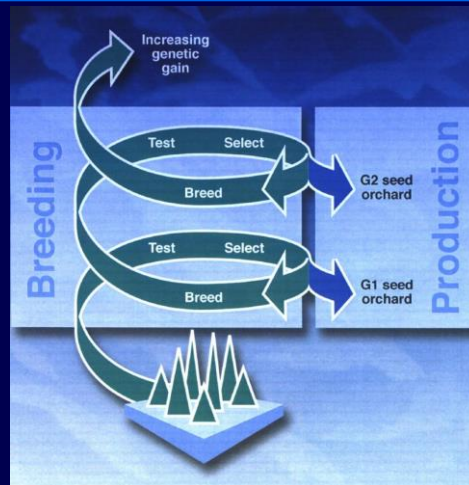 Increasing
genetic
gain
Breeding
Production
Test Select
Breed
G2 seed
orchard
Test Select
Breed
G1 seed
orchard